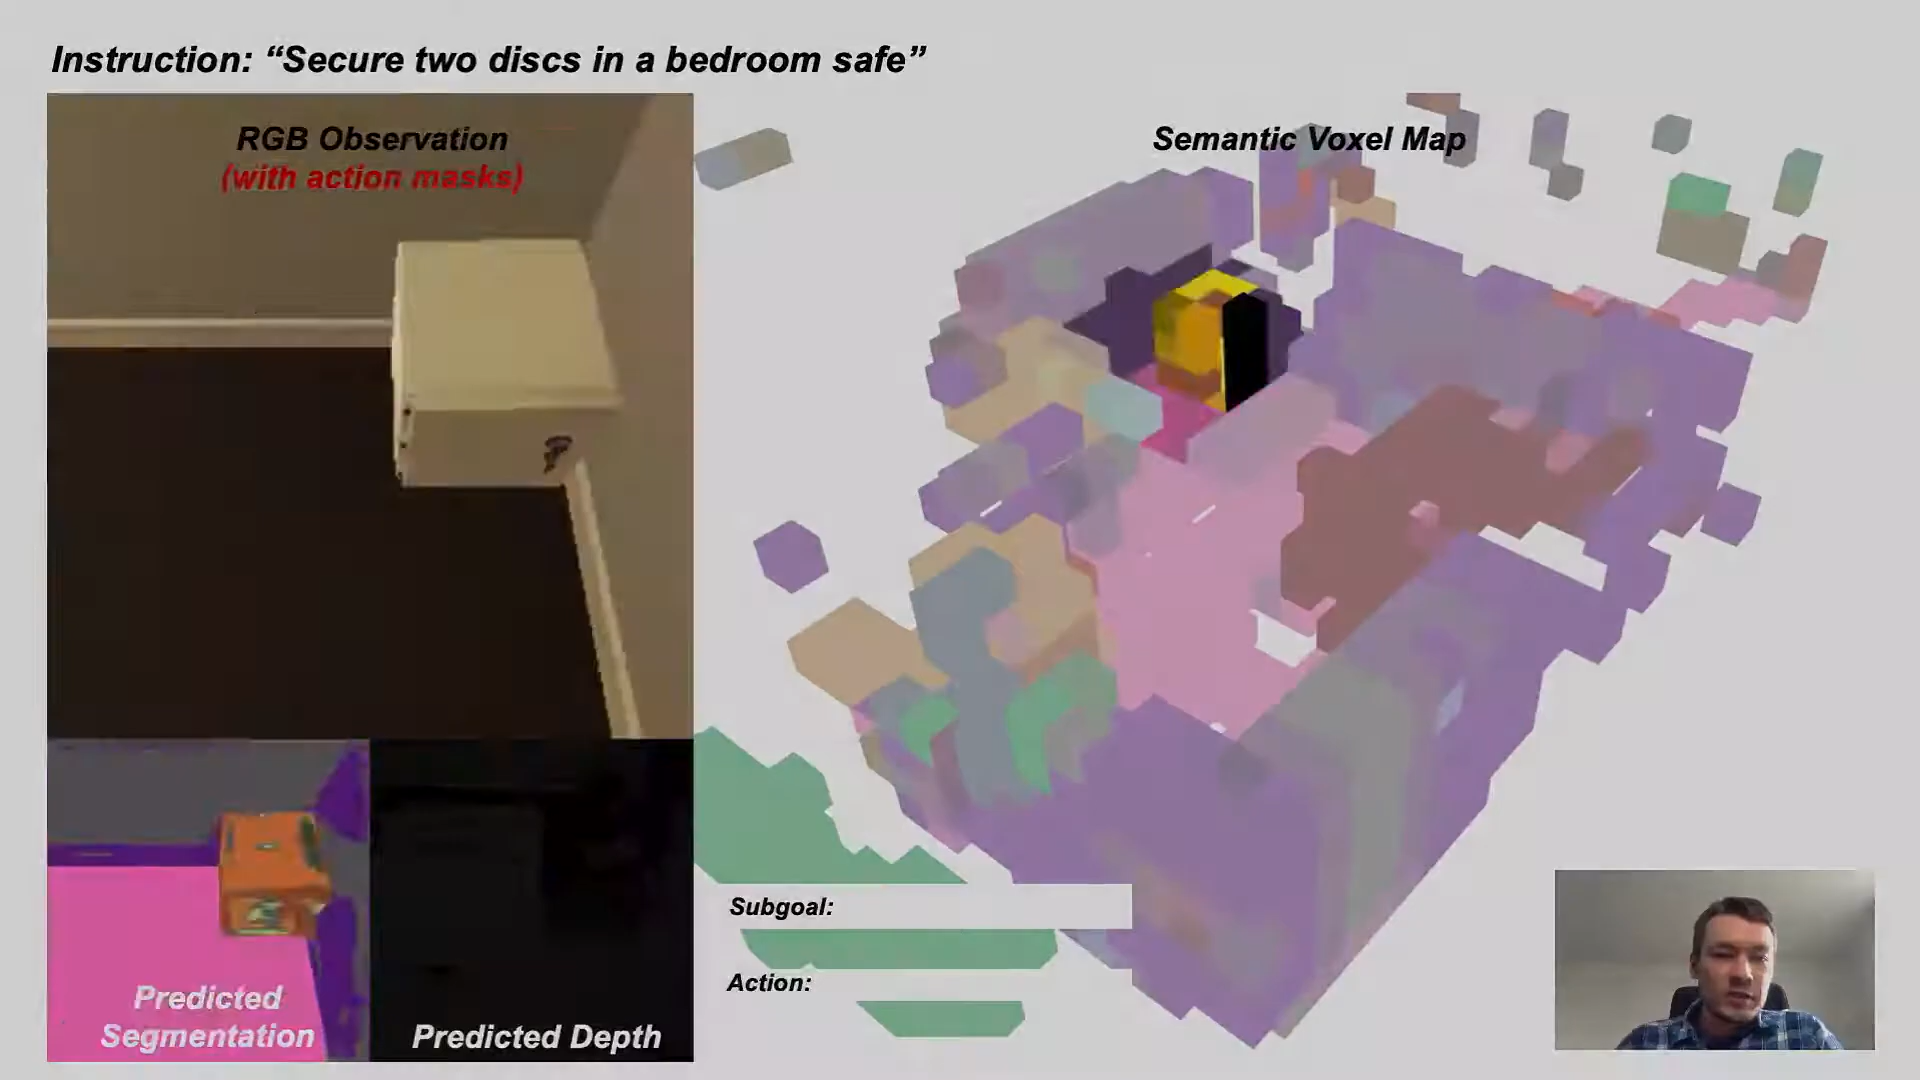 Instruction: “Secure two discs in a bedroom safe”
RGB Observation
(with action masks)
Semantic Voxel Map
Subgoal:
Action:
Predicted
Segmentation
Predicted Depth